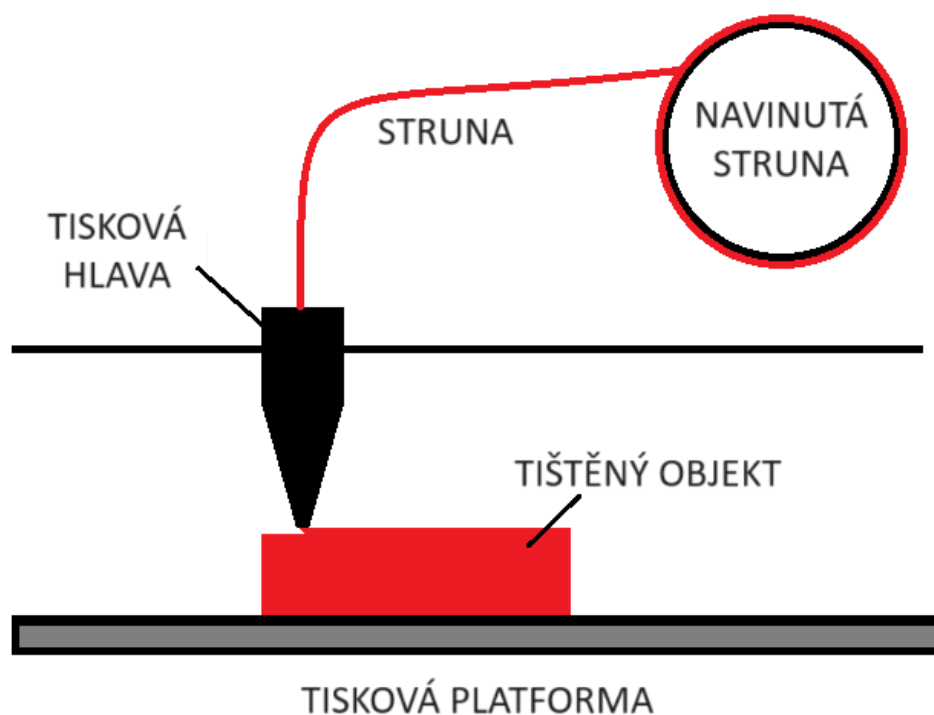 NAVINUTÁ
STRUNA
STRUNA
TISKOVÁ
HLAVA
TIŠTĚNÝ OBJEKT
TISKOVÁ PLATFORMA